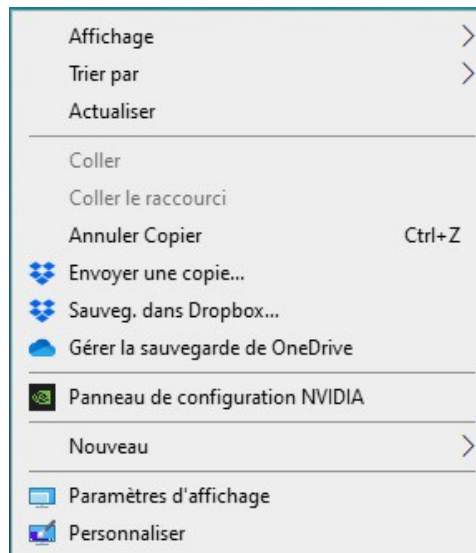 Affichage
Trier par
Actualiser
Coller
Coller le raccourci
Annuler Copier Ctrl+Z
Envoyer une copie...
Sauveg. dans Dropbox...
Gérer la sauvegarde de OneDrive
Panneau de configuration NVIDIA
Nouveau
Paramètres d'affichage
Personnaliser